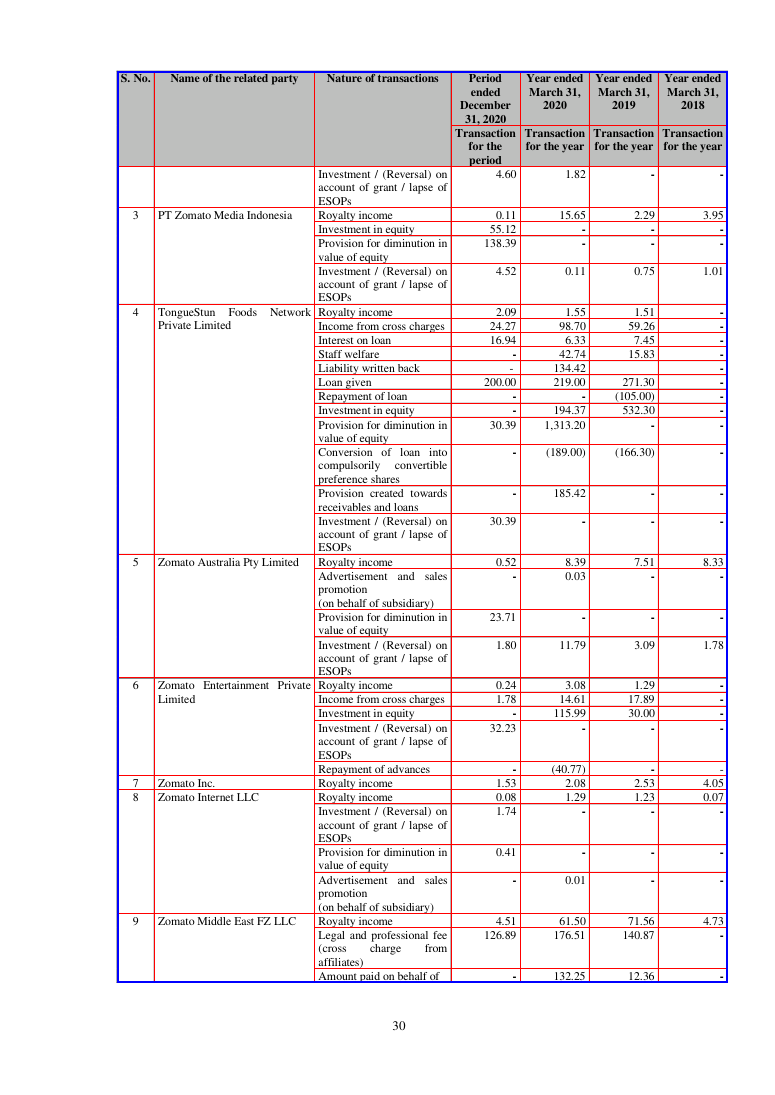 S. No. Name of the related party Nature of transactions Period ended December 31, 2020 Year ended March 31, 2020 Year ended March 31, 2019 Year ended March 31, 2018
Transaction for the period Transaction for the year Transaction for the year Transaction for the year
Investment / (Reversal) on account of grant / lapse of ESOPs 4.60 1.82 - -
3 PT Zomato Media Indonesia Royalty income 0.11 15.65 2.29 3.95
Investment in equity 55.12 - - -
Provision for diminution in value of equity 138.39 - - -
Investment / (Reversal) on account of grant / lapse of ESOPs 4.52 0.11 0.75 1.01
4 TongueStun Foods Network Private Limited Royalty income 2.09 1.55 1.51 -
Income from cross charges 24.27 98.70 59.26 -
Interest on loan 16.94 6.33 7.45 -
Staff welfare - 42.74 15.83 -
Liability written back - 134.42 - -
Loan given 200.00 219.00 271.30 -
Repayment of loan - - (105.00) -
Investment in equity - 194.37 532.30 -
Provision for diminution in value of equity 30.39 1,313.20 - -
Conversion of loan into compulsorily convertible preference shares - (189.00) (166.30) -
Provision created towards receivables and loans - 185.42 - -
Investment / (Reversal) on account of grant / lapse of ESOPs 30.39 - - -
5 Zomato Australia Pty Limited Royalty income 0.52 8.39 7.51 8.33
Advertisement and sales promotion (on behalf of subsidiary) - 0.03 - -
Provision for diminution in value of equity 23.71 - - -
Investment / (Reversal) on account of grant / lapse of ESOPs 1.80 11.79 3.09 1.78
6 Zomato Entertainment Private Limited Royalty income 0.24 3.08 1.29 -
Income from cross charges 1.78 14.61 17.89 -
Investment in equity - 115.99 30.00 -
Investment / (Reversal) on account of grant / lapse of ESOPs 32.23 - - -
Repayment of advances - (40.77) - -
7 Zomato Inc. Royalty income 1.53 2.08 2.53 4.05
8 Zomato Internet LLC Royalty income 0.08 1.29 1.23 0.07
Investment / (Reversal) on account of grant / lapse of ESOPs 1.74 - - -
Provision for diminution in value of equity 0.41 - - -
Advertisement and sales promotion (on behalf of subsidiary) - 0.01 - -
9 Zomato Middle East FZ LLC Royalty income 4.51 61.50 71.56 4.73
Legal and professional fee (cross charge from affiliates) 126.89 176.51 140.87 -
Amount paid on behalf of - 132.25 12.36 -
30